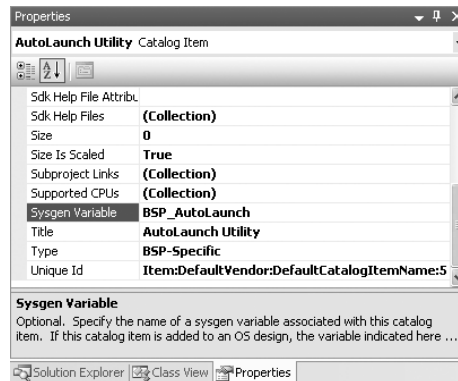 Properties
AutoLaunch Utility Catalog Item
Sdk Help File Attribu
Sdk Help Files (Collection)
Size 0
Size Is Scaled True
Subproject Links (Collection)
Supported CPUs (Collection)
Sysgen Variable BSP_AutoLaunch
Title AutoLaunch Utility
Type BSP-Specific
Unique Id Item:DefaultVendor:DefaultCatalogItemName:5
Sysgen Variable
Optional. Specify the name of a sysgen variable associated with this catalog
item. If this catalog item is added to an OS design, the variable indicated here ...
Solution Explorer Class View Properties